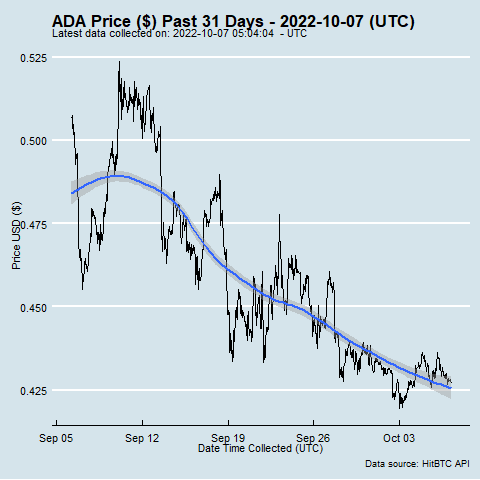 ADA Price ($) Past 31 Days - 2022-10-07 (UTC)
Latest data collected on: 2022-10-07 05:04:04 - UTC
0.525
0.500
0.475
0.450
0.425
Price USD ($)
Sep 05 Sep 12 Sep 19 Sep 26 Oct 03
Date Time Collected (UTC)
Data source: HitBTC API